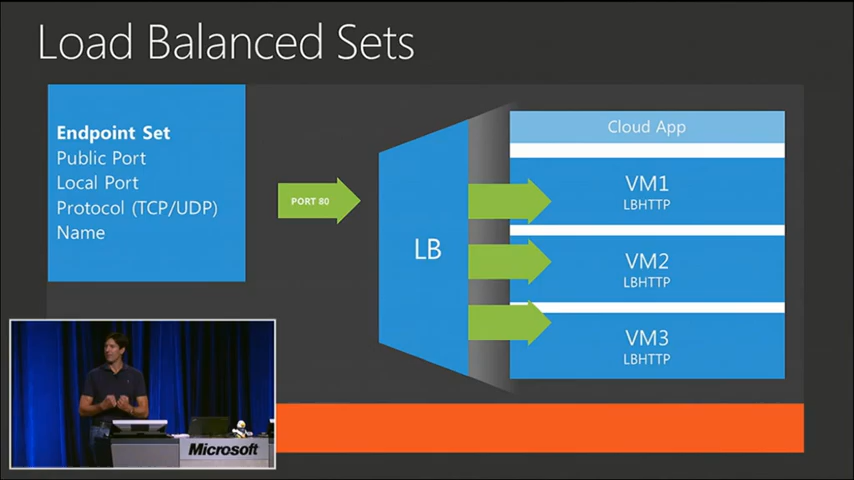 Load Balanced Sets
Endpoint Set
Public Port
Local Port
Protocol (TCP/UDP)
Name
PORT 80
LB
Cloud App
VM1
LBHTTP
VM2
LBHTTP
VM3
LBHTTP
Microsoft